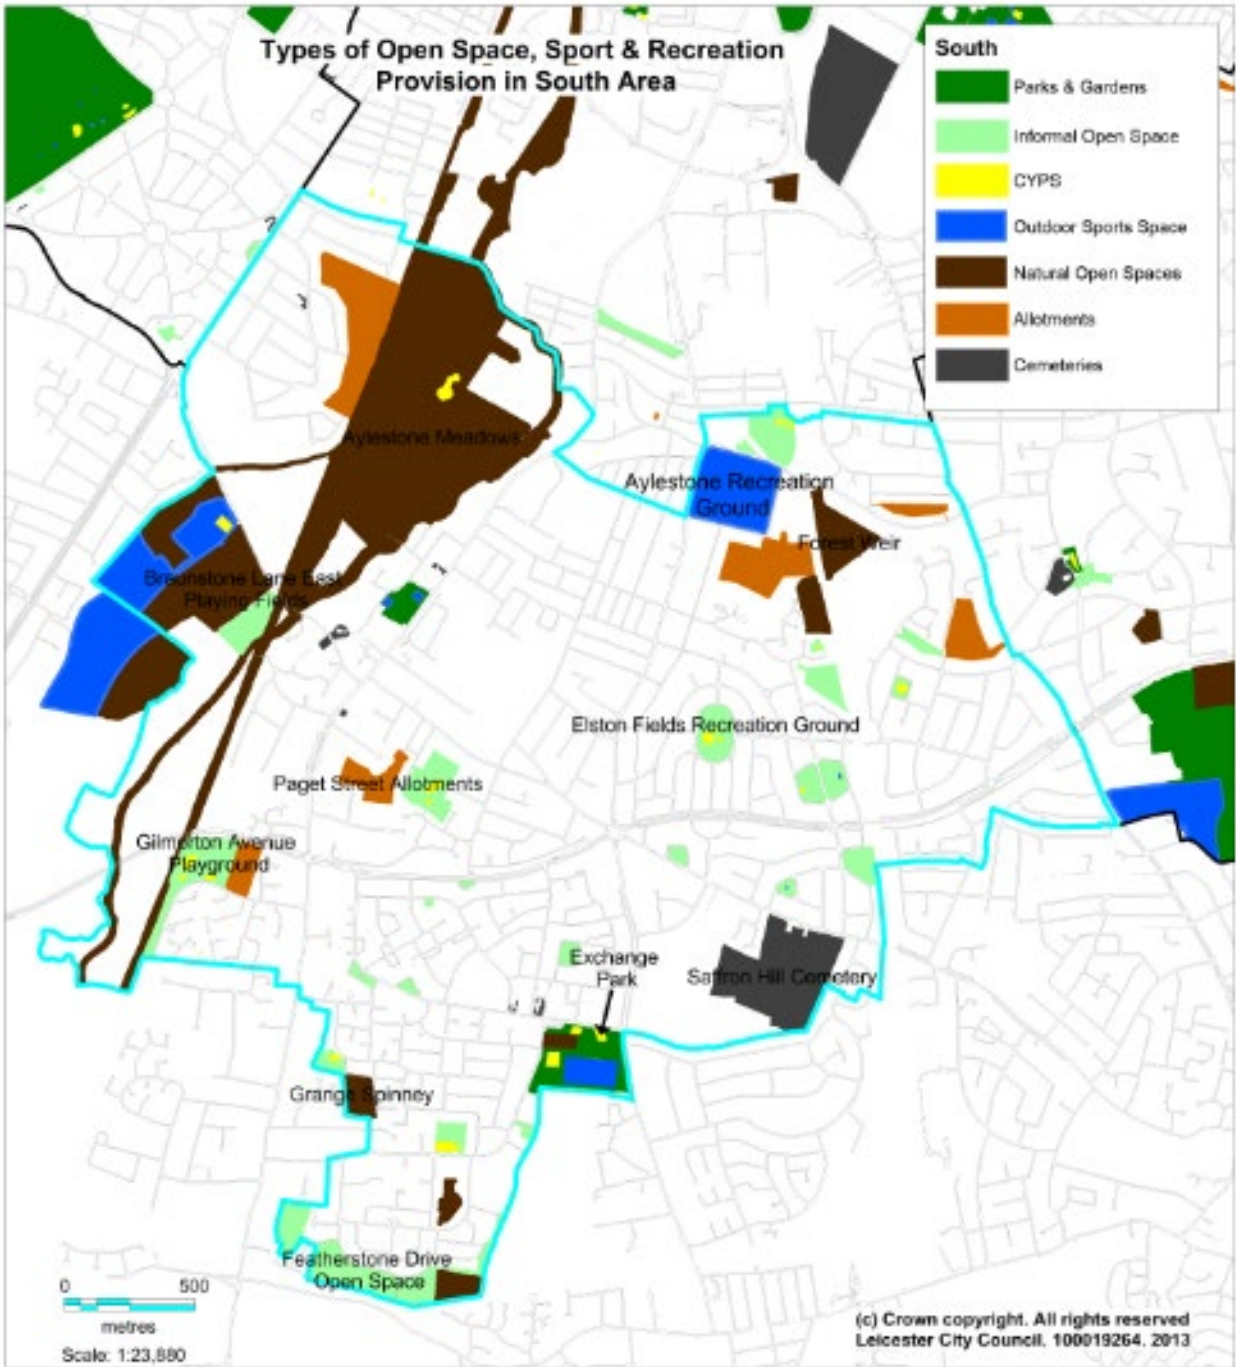 Types of Open Space, Sport & Recreation
Provision in South Area
South
Parks & Gardens
Informal Open Space
CYPS
Outdoor Sports Space
Natural Open Spaces
Allotments
Cemeteries
Aylestone Meadows
Aylestone Recreation
Ground
Forest Weir
Braunstone Lane East
Playing Fields
Elston Fields Recreation Ground
Paget Street Allotments
Gilmorton Avenue
Playground
Exchange
Park
Saffron Hill Cemetery
Grange Spinney
Featherstone Drive
Open Space
0 500
metres
Scale: 1:23,880
(c) Crown copyright. All rights reserved
Leicester City Council. 100019264. 2013